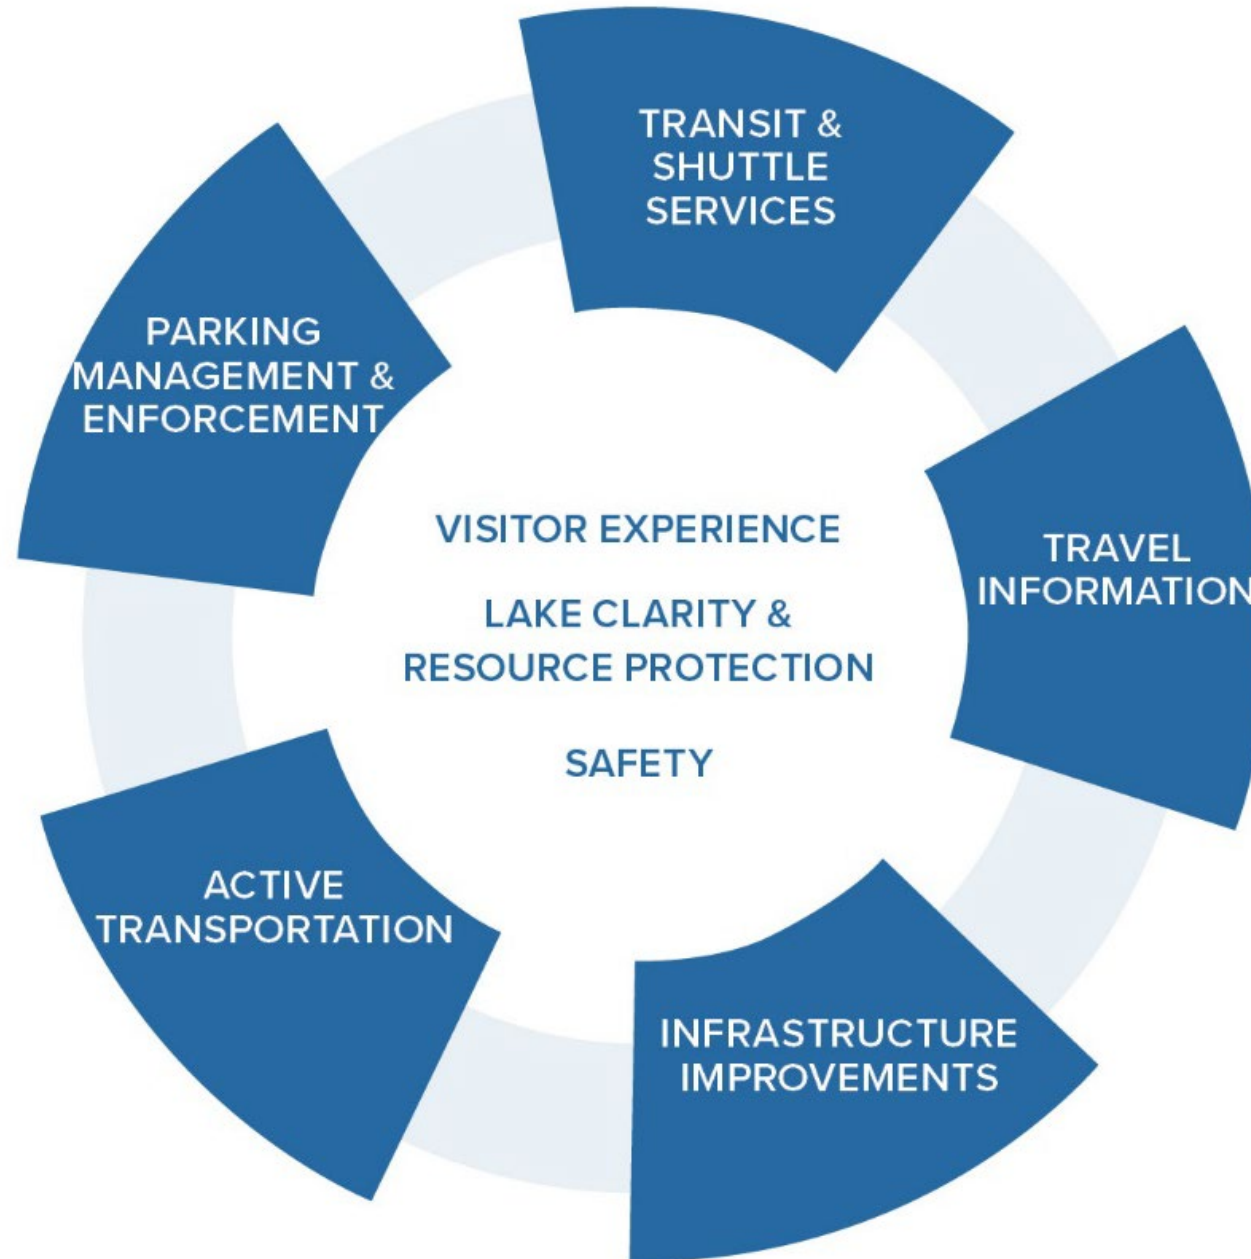 TRANSIT &
SHUTTLE
SERVICES
PARKING
MANAGEMENT &
ENFORCEMENT
TRAVEL
INFORMATION
VISITOR EXPERIENCE
LAKE CLARITY &
RESOURCE PROTECTION
SAFETY
ACTIVE
TRANSPORTATION
INFRASTRUCTURE
IMPROVEMENTS